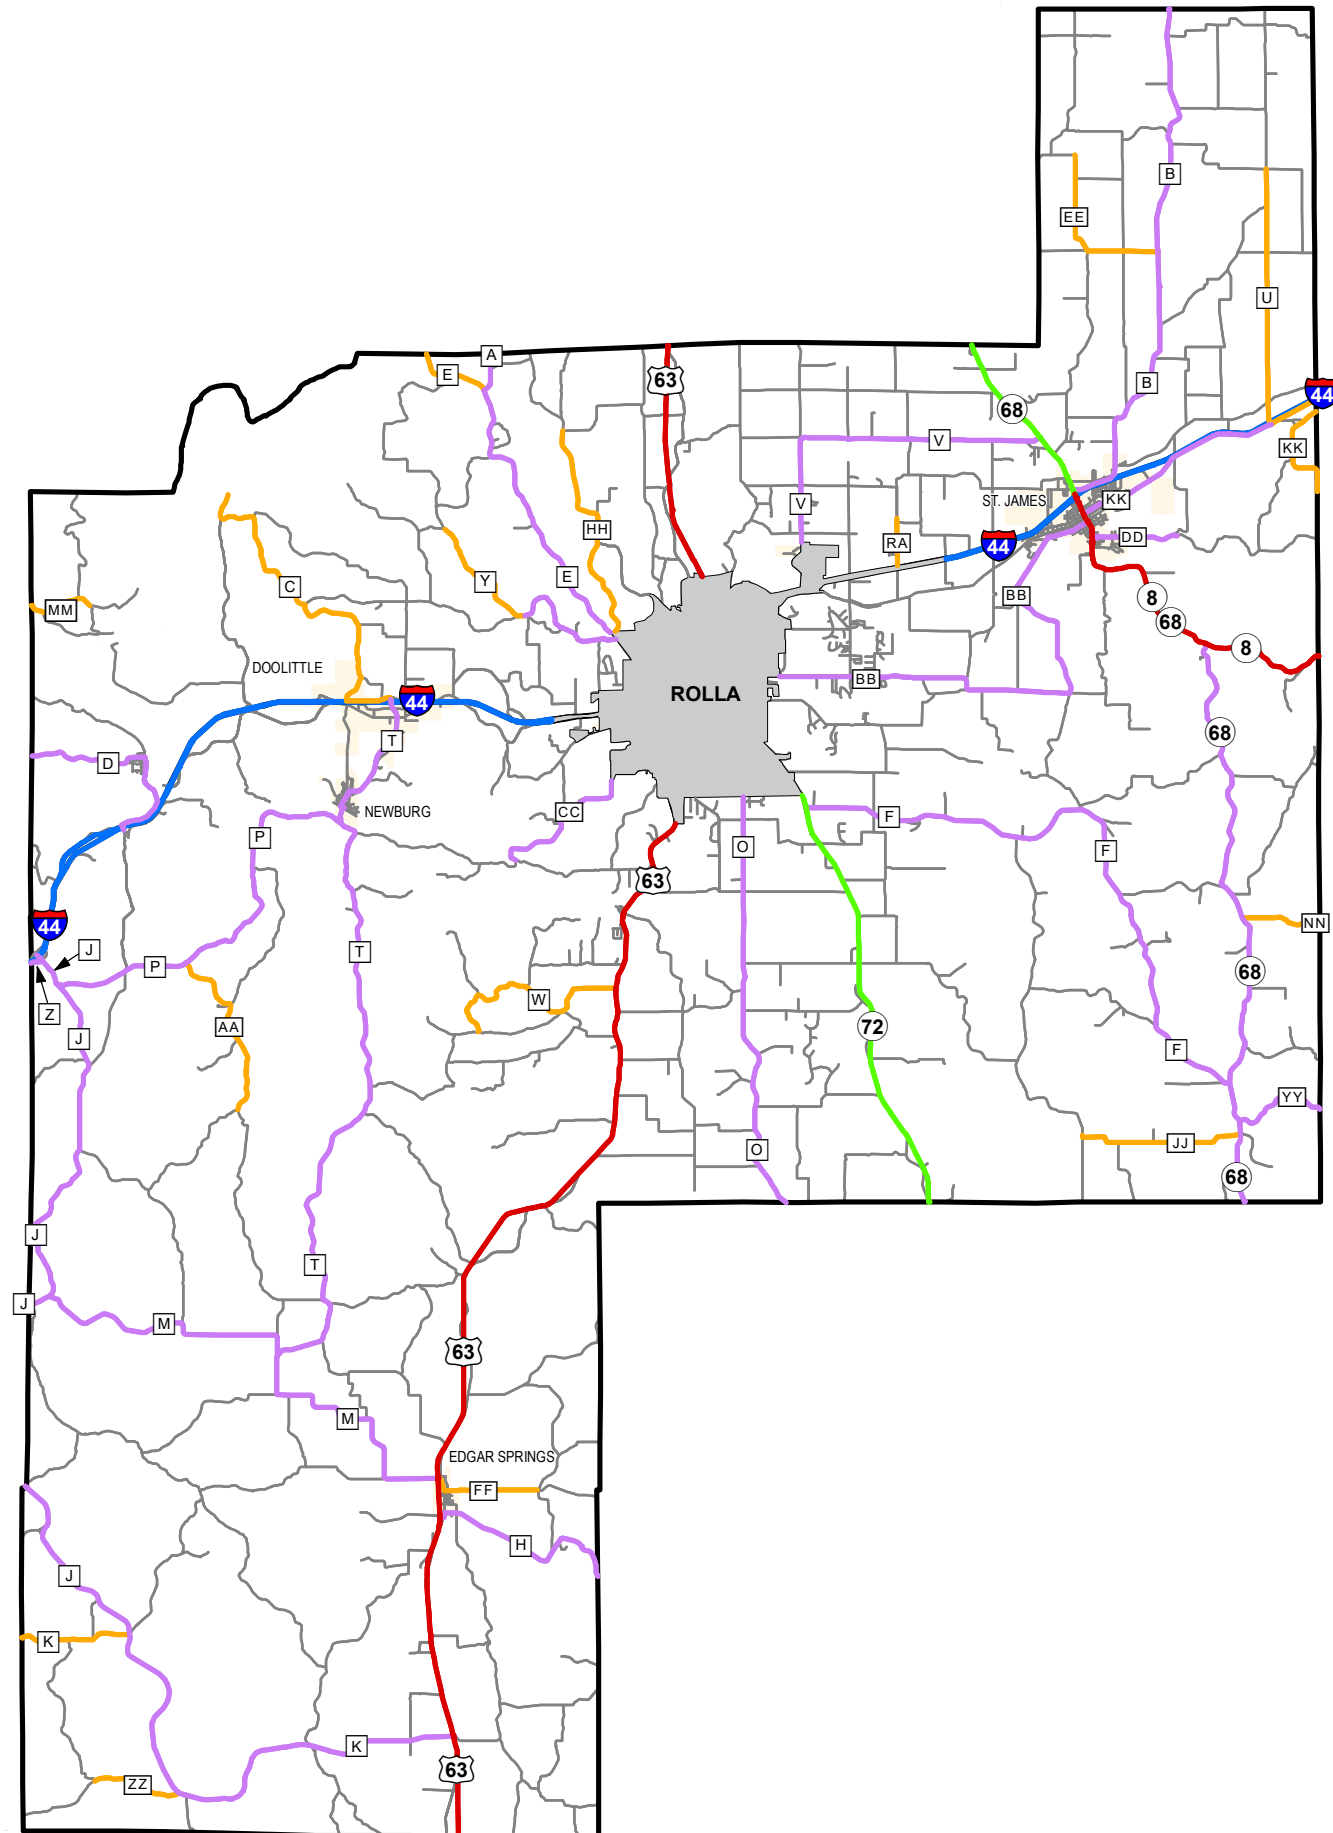 B
EE
U
A
E
63
B
44
68
V
KK
V
ST. JAMES
KK
HH
RA
44
DD
Y
E
C
BB
8
MM
68
8
DOOLITTLE
BB
ROLLA
44
68
T
D
CC
NEWBURG
F
P
O
F
63
44
NN
J
T
P
68
W
Z
AA
72
J
F
YY
JJ
O
68
J
T
J
M
63
M
EDGAR SPRINGS
FF
H
J
K
K
63
ZZ